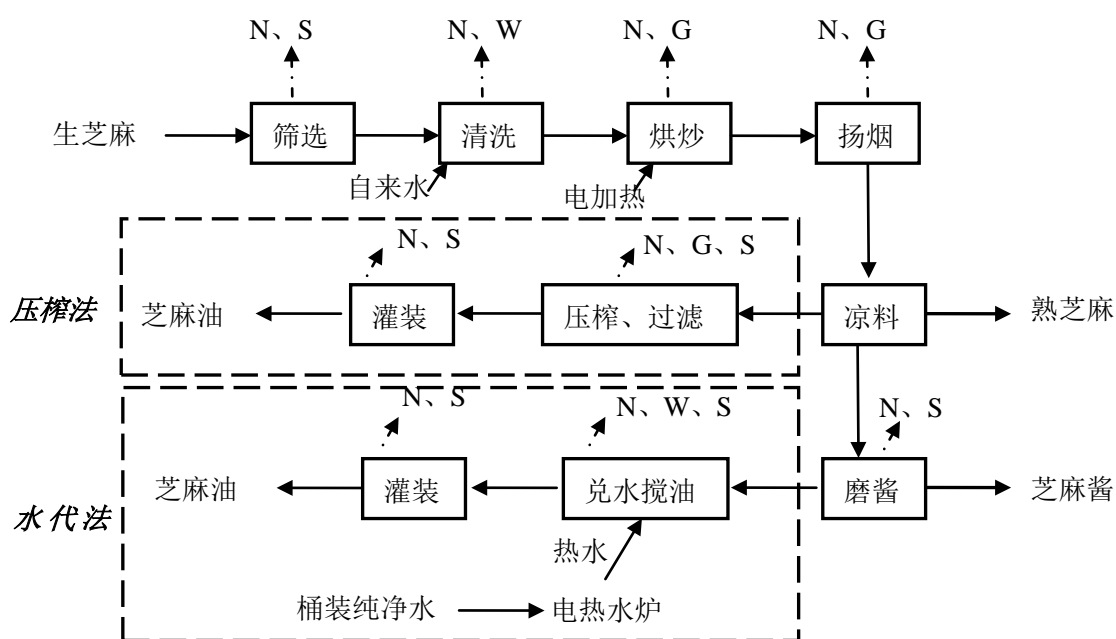 N、S N、W N、G N、G
生芝麻 筛选 清洗 烘炒 扬烟
自来水 电加热
N、S N、G、S
压榨法 芝麻油 灌装 压榨、过滤 凉料 熟芝麻
N、S N、W、S N、S
芝麻油 灌装 兑水搅油 磨酱 芝麻酱
水代法
热水
桶装纯净水 电热水炉